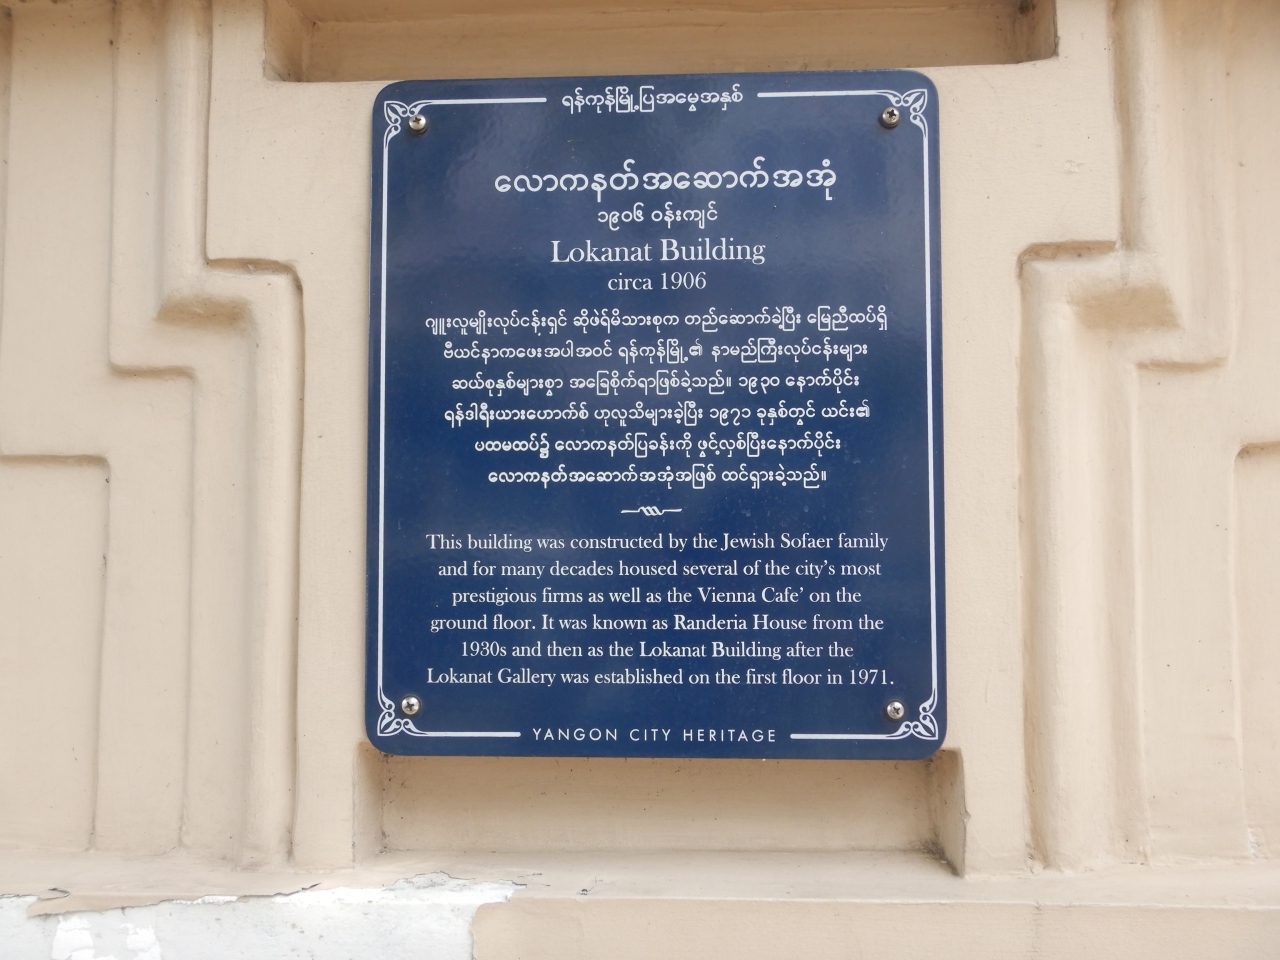 ရန်ကုန်မြို့ပြအမွေအနှစ်
လောကနတ်အဆောက်အအုံ
၁၉၀၆ ဝန်းကျင်
Lokanat Building
circa 1906
ဂျူးလူမျိုးလုပ်ငန်းရှင် ဆိုဖဲရ်မိသားစုက တည်ဆောက်ခဲ့ပြီး မြေညီထပ်ရှိ
ဗီယင်နာကဖေးအပါအဝင် ရန်ကုန်မြို့၏ နာမည်ကြီးလုပ်ငန်းများ
ဆယ်စုနှစ်များစွာ အခြေစိုက်ရာဖြစ်ခဲ့သည်။ ၁၉၃၀ နောက်ပိုင်း
ရန်ဒါရီးယားဟောက်စ် ဟုလူသိများခဲ့ပြီး ၁၉၇၁ ခုနှစ်တွင် ယင်း၏
ပထမထပ်၌ လောကနတ်ပြခန်းကို ဖွင့်လှစ်ပြီးနောက်ပိုင်း
လောကနတ်အဆောက်အအုံအဖြစ် ထင်ရှားခဲ့သည်။
This building was constructed by the Jewish Sofaer family
and for many decades housed several of the city's most
prestigious firms as well as the Vienna Cafe' on the
ground floor. It was known as Randeria House from the
1930s and then as the Lokanat Building after the
Lokanat Gallery was established on the first floor in 1971.
YANGON CITY HERITAGE